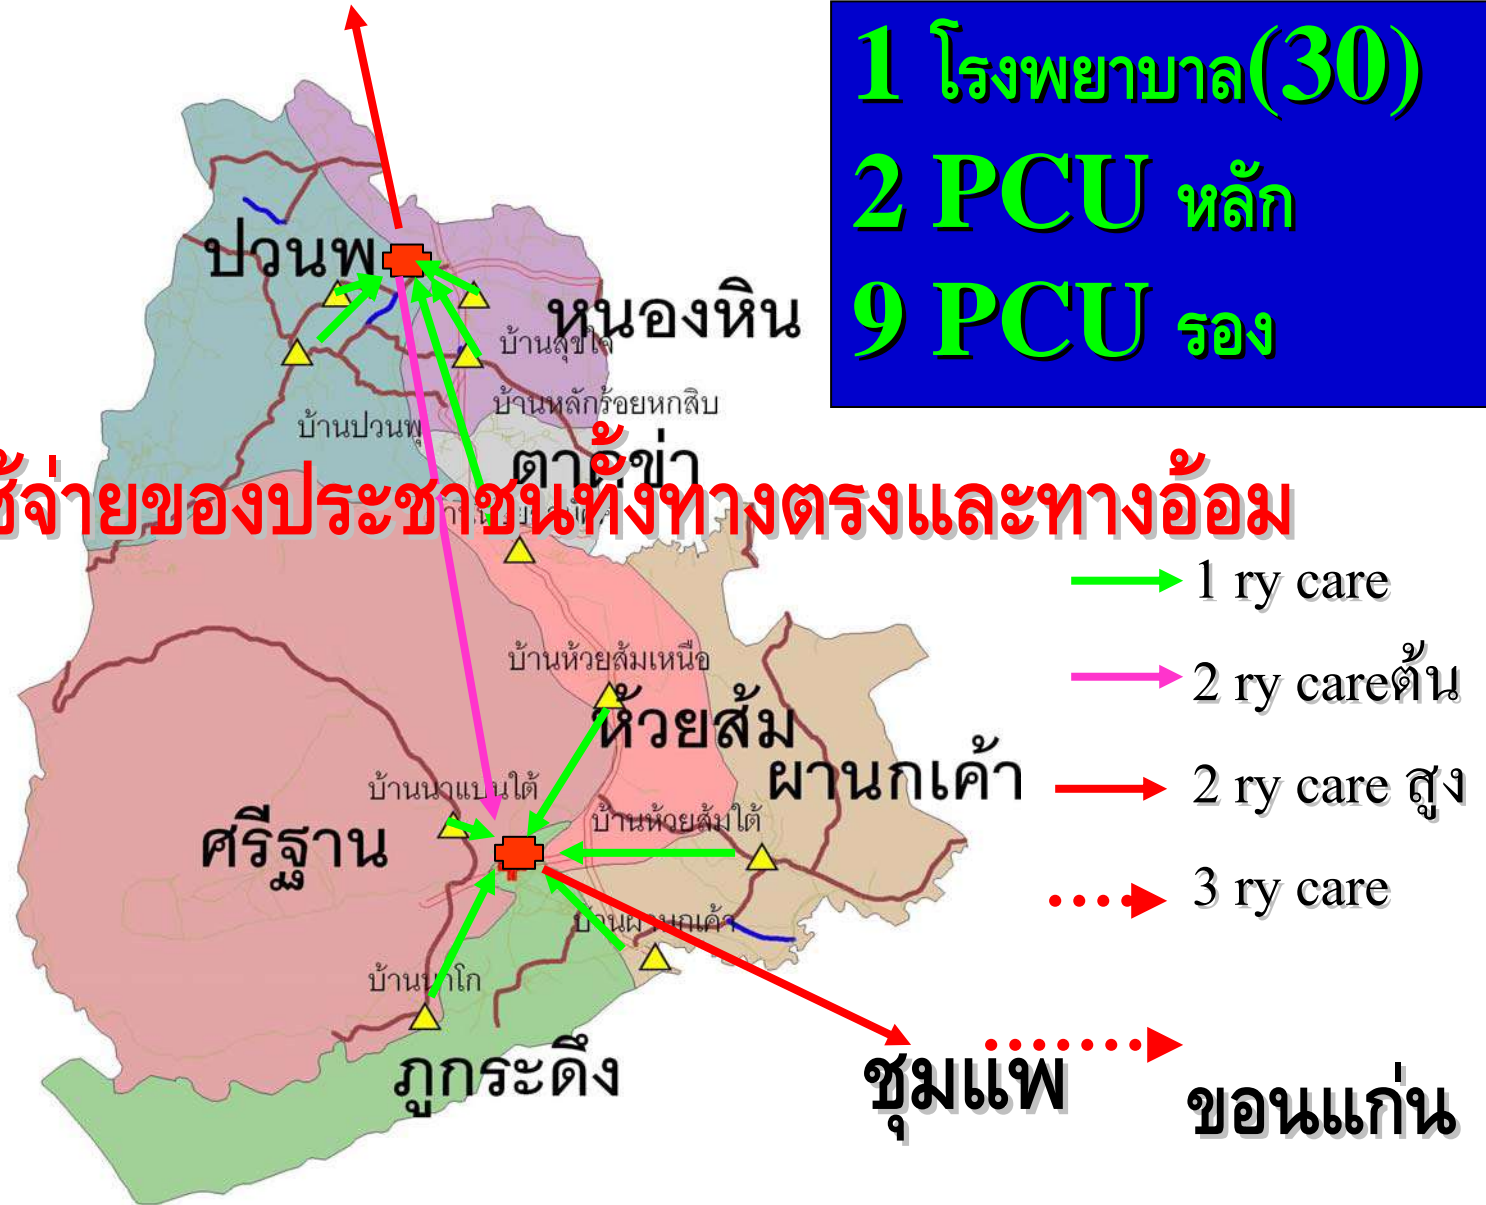 1 โรงพยาบาล(30)
2 PCU หลัก
9 PCU รอง
ปวนพ
หนองหิน
บ้านสุขใจ
บ้านหลักร้อยหกสิบ
บ้านปวนพุ
ตาดข่า
ช้จ่ายของประชาชนทั้งทางตรงและทางอ้อม
1 ry care
บ้านห้วยส้มเหนือ
2 ry careต้น
ห้วยส้ม
ผานกเค้า
บ้านนาแปนใต้
2 ry care สูง
บ้านห้วยส้มใต้
ศรีฐาน
3 ry care
บ้านผานกเค้า
บ้านนาโก
ภูกระดึง
ชุมแพ
ขอนแก่น